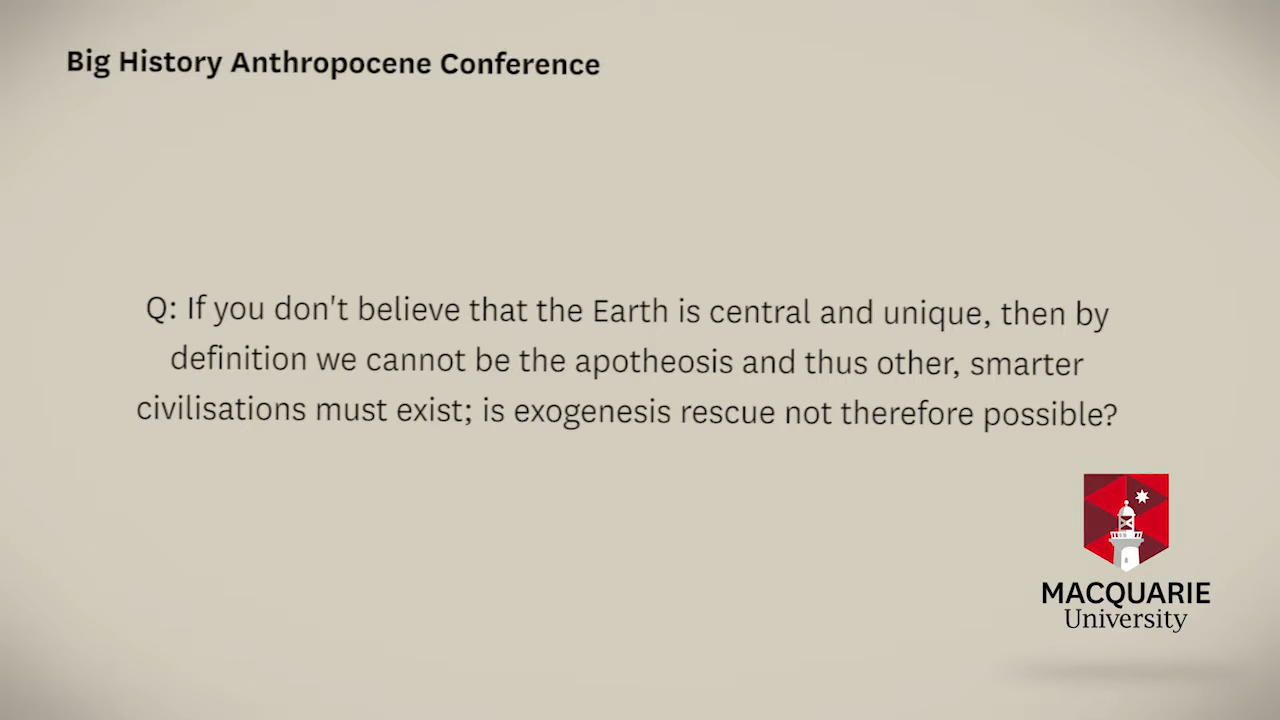 Big History Anthropocene Conference
Q: If you don't believe that the Earth is central and unique, then by
definition we cannot be the apotheosis and thus other, smarter
civilisations must exist; is exogenesis rescue not therefore possible?
MACQUARIE
University